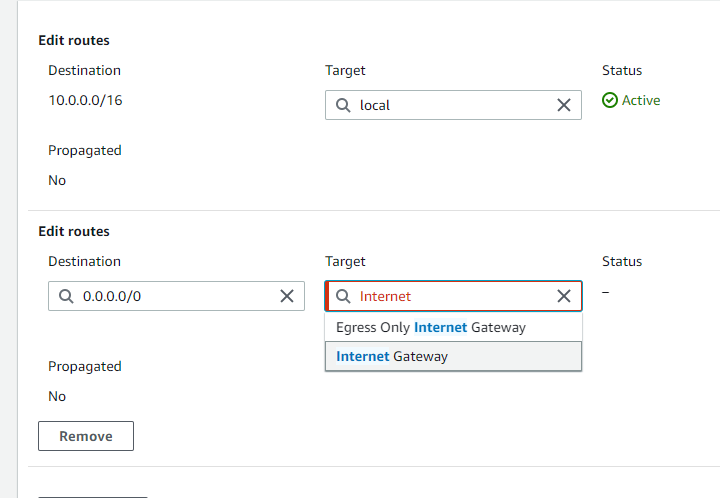 Edit routes
Destination
Target
Status
10.0.0.0/16
local
Active
Propagated
No
Edit routes
Destination
Target
Status
0.0.0.0/0
Internet
–
Egress Only Internet Gateway
Internet Gateway
Propagated
No
Remove